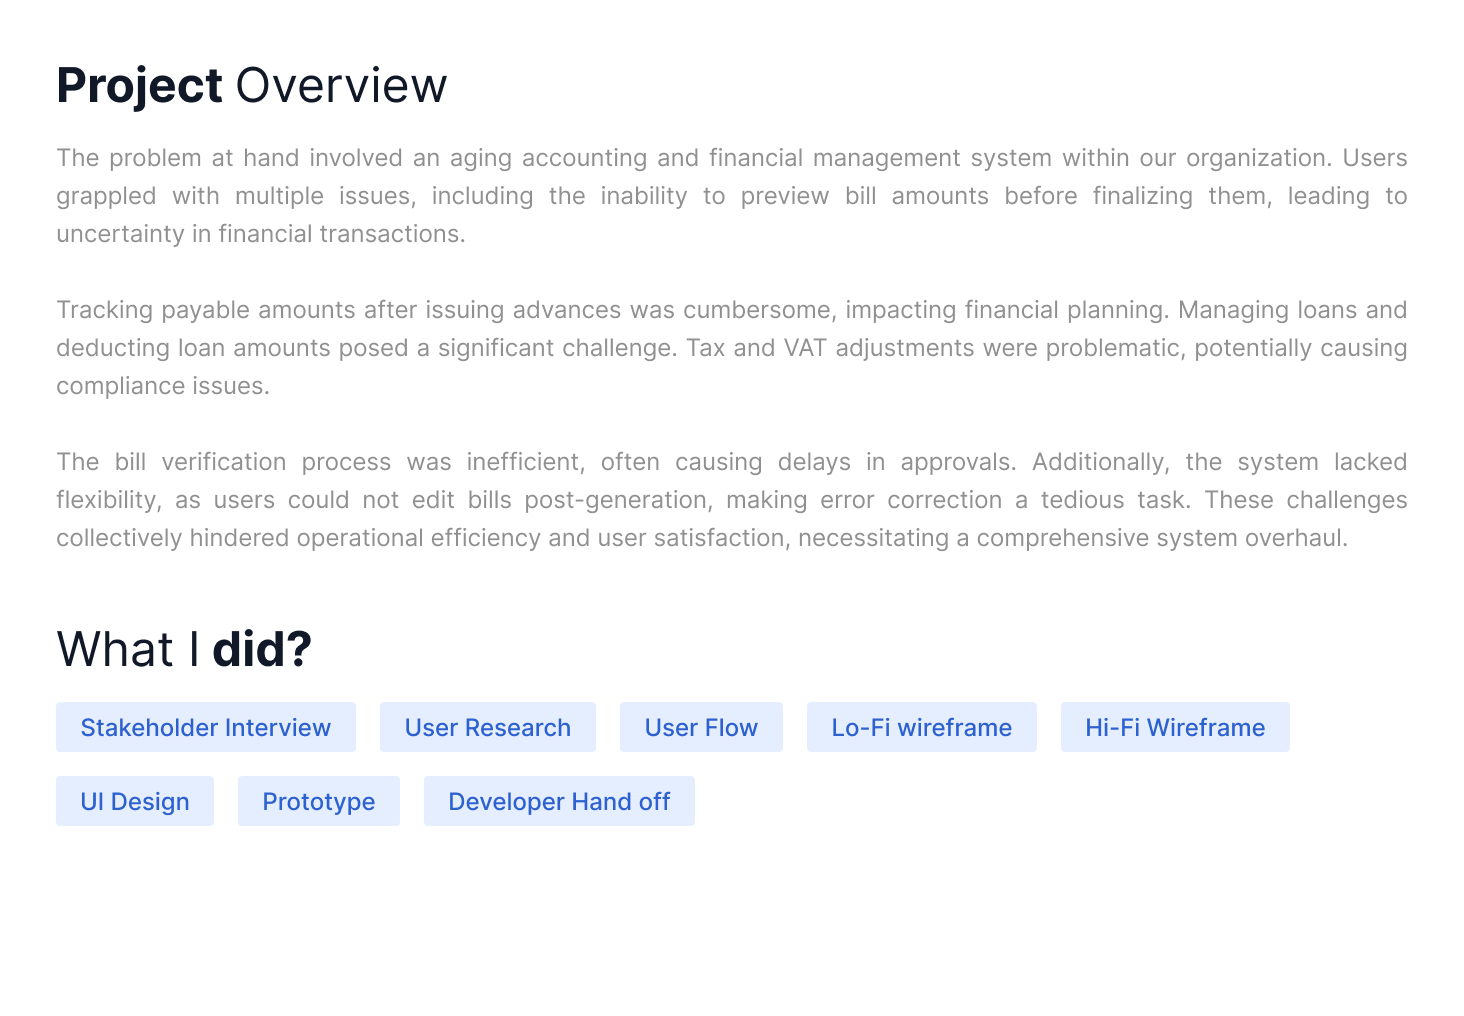 Project Overview
The problem at hand involved an aging accounting and financial management system within our organization. Users
grappled with multiple issues, including the inability to preview bill amounts before finalizing them, leading to
uncertainty in financial transactions.
Tracking payable amounts after issuing advances was cumbersome, impacting financial planning. Managing loans and
deducting loan amounts posed a significant challenge. Tax and VAT adjustments were problematic, potentially causing
compliance issues.
The bill verification process was inefficient, often causing delays in approvals. Additionally, the system lacked
flexibility, as users could not edit bills post-generation, making error correction a tedious task. These challenges
collectively hindered operational efficiency and user satisfaction, necessitating a comprehensive system overhaul.
What I did?
Stakeholder Interview User Research User Flow Lo-Fi wireframe Hi-Fi Wireframe
UI Design Prototype Developer Hand off